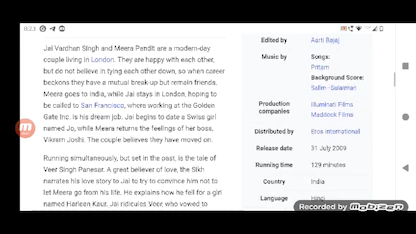 8:23
Jai Vardhan Singh and Meera Pandit are a modern-day
couple living in London. They are happy with each other,
but do not believe in tying each other down, so when career
beckons they have a mutual break-up but remain friends.
Meera goes to India, while Jai stays in London, hoping to
be called to San Francisco, where working at the Golden
Gate Inc. is his dream job. Jai begins to date a Swiss girl
named Jo, while Meera returns the feelings of her boss,
Vikram Joshi. The couple believes they have moved on.
Running simultaneously, but set in the past, is the tale of
Veer Singh Panesar. A great believer of love, the Sikh
narrates his love story to Jai to try to convince him not to
let Meera go from his life. He explains how he fell for a girl
named Harleen Kaur. Jai ridicules Veer, who vowed to
Edited by Aarti Bajaj
Music by Songs:
Pritam
Background Score:
Salim-Sulaiman
Production Illuminati Films
companies Maddock Films
Distributed by Eros International
Release date 31 July 2009
Running time 129 minutes
Country India
Language Hindi
Recorded by MOBIZEN